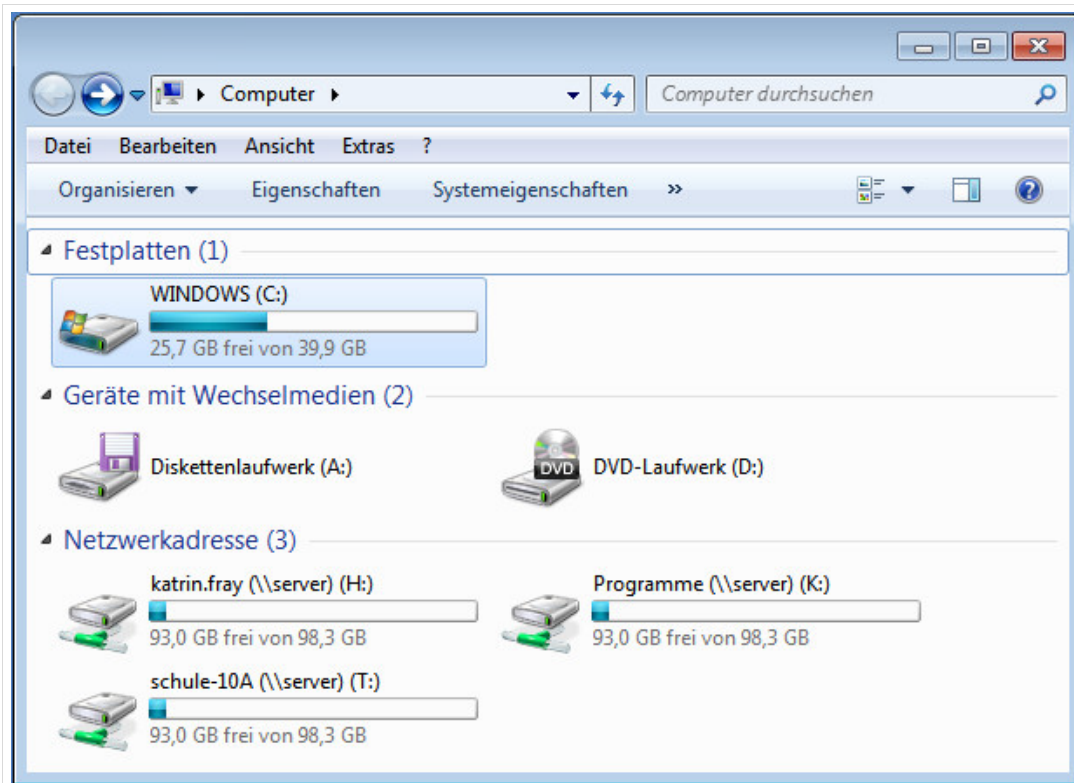 Computer
Computer durchsuchen
Datei Bearbeiten Ansicht Extras ?
Organisieren Eigenschaften Systemeigenschaften »
Festplatten (1)
WINDOWS (C:)
25,7 GB frei von 39,9 GB
Geräte mit Wechselmedien (2)
Diskettenlaufwerk (A:)
DVD
DVD-Laufwerk (D:)
Netzwerkadresse (3)
katrin.fray (\\server) (H:)
93,0 GB frei von 98,3 GB
Programme (\\server) (K:)
93,0 GB frei von 98,3 GB
schule-10A (\\server) (T:)
93,0 GB frei von 98,3 GB